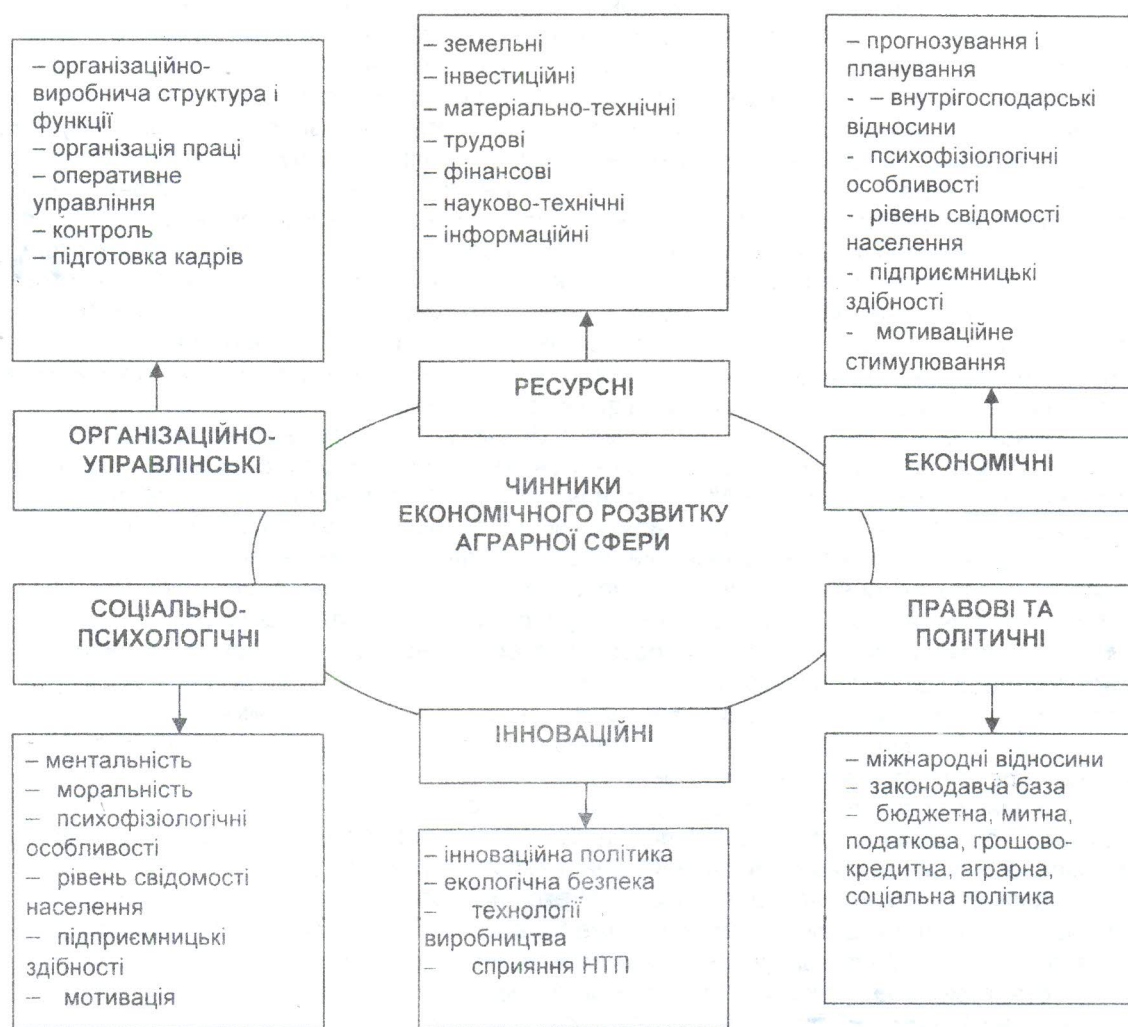 – організаційно-
виробнича структура і
функції
– організація праці
– оперативне
управління
– контроль
– підготовка кадрів
– земельні
– інвестиційні
– матеріально-технічні
– трудові
– фінансові
– науково-технічні
– інформаційні
– прогнозування і
планування
- – внутрігосподарські
відносини
- психофізіологічні
особливості
- рівень свідомості
населення
- підприємницькі
здібності
- мотиваційне
стимулювання
ОРГАНІЗАЦІЙНО-
УПРАВЛІНСЬКІ
РЕСУРСНІ
ЕКОНОМІЧНІ
ЧИННИКИ
ЕКОНОМІЧНОГО РОЗВИТКУ
АГРАРНОЇ СФЕРИ
СОЦІАЛЬНО-
ПСИХОЛОГІЧНІ
ІННОВАЦІЙНІ
ПРАВОВІ ТА
ПОЛІТИЧНІ
– ментальність
– моральність
– психофізіологічні
особливості
– рівень свідомості
населення
– підприємницькі
здібності
– мотивація
– інноваційна політика
– екологічна безпека
– технології
виробництва
– сприяння НТП
– міжнародні відносини
– законодавча база
– бюджетна, митна,
податкова, грошово-
кредитна, аграрна,
соціальна політика